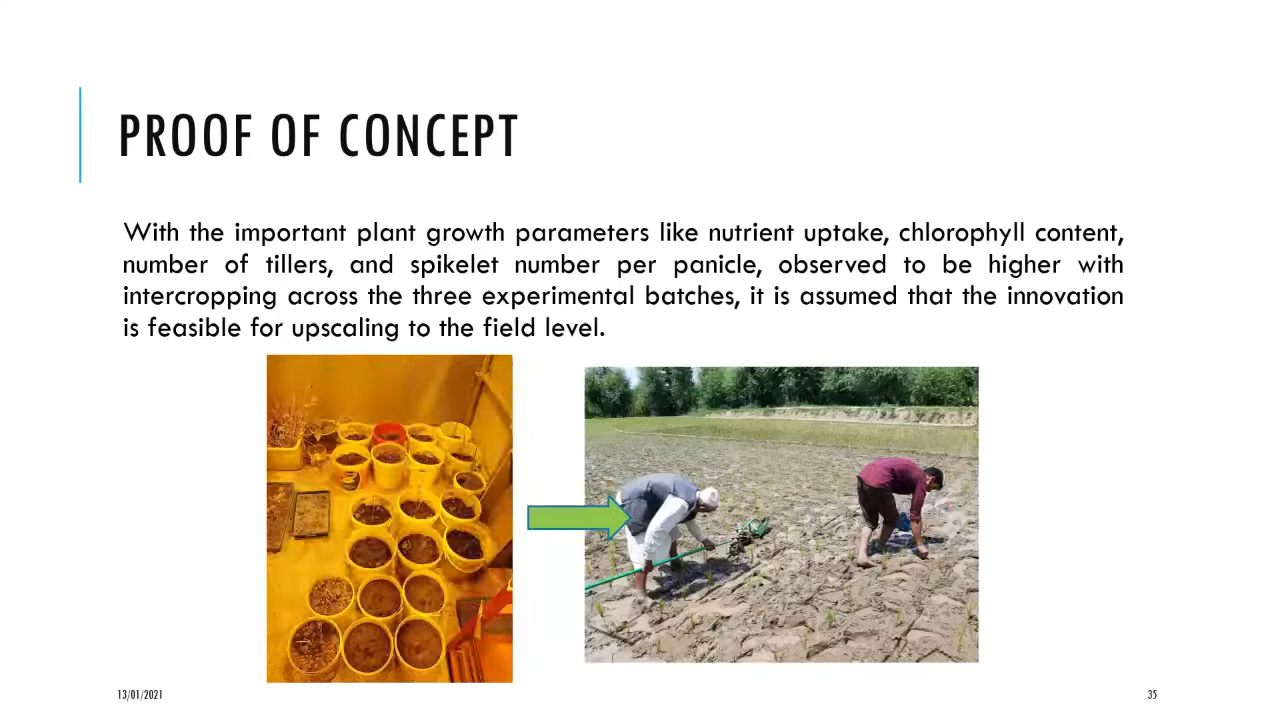 PROOF OF CONCEPT
With the important plant growth parameters like nutrient uptake, chlorophyll content,
number of tillers, and spikelet number per panicle, observed to be higher with
intercropping across the three experimental batches, it is assumed that the innovation
is feasible for upscaling to the field level.
13/01/2021
35